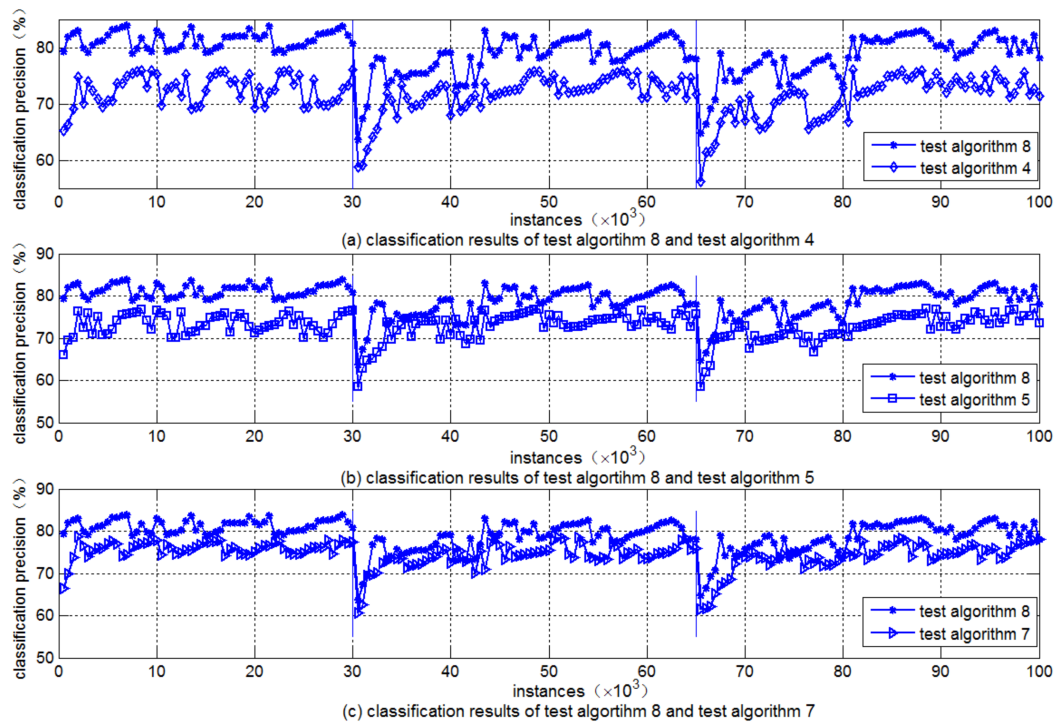 classification precision (%)
80
70
60
0 10 20 30 40 50 60 70 80 90 100
test algorithm 8
test algorithm 4
instances (×10³)
(a) classification results of test algortihm 8 and test algorithm 4
classification precision (%)
90
80
70
60
50
0 10 20 30 40 50 60 70 80 90 100
test algorithm 8
test algorithm 5
instances (×10³)
(b) classification results of test algortihm 8 and test algorithm 5
classification precision (%)
90
80
70
60
50
0 10 20 30 40 50 60 70 80 90 100
test algorithm 8
test algorithm 7
instances (×10³)
(c) classification results of test algortihm 8 and test algorithm 7